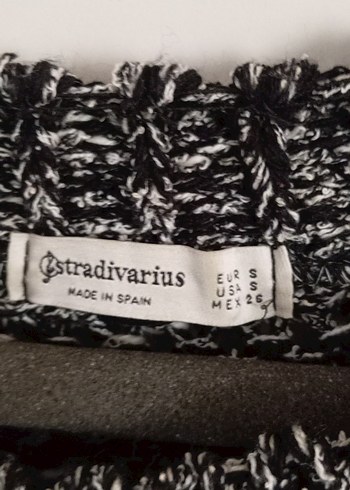 stradivarius
MADE IN SPAIN
EUR S
USA S
MEX 26